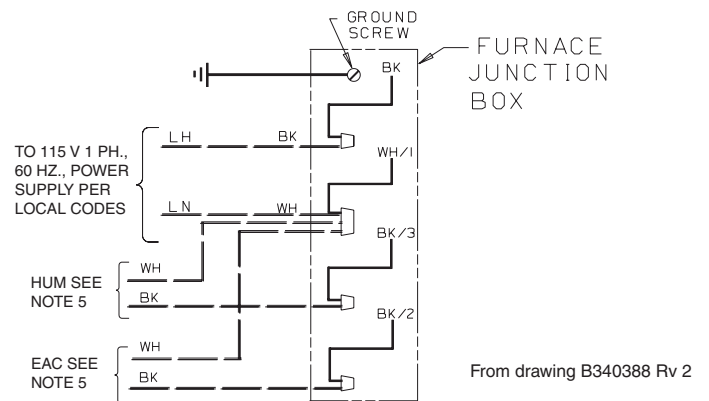 GROUND
SCREW
FURNACE
JUNCTION
BOX
BK
LH BK
TO 115 V 1 PH.,
60 HZ., POWER
SUPPLY PER
LOCAL CODES
WH/1
LN WH
BK/3
WH
HUM SEE
NOTE 5
BK
BK/2
WH
EAC SEE
NOTE 5
BK
From drawing B340388 Rv 2